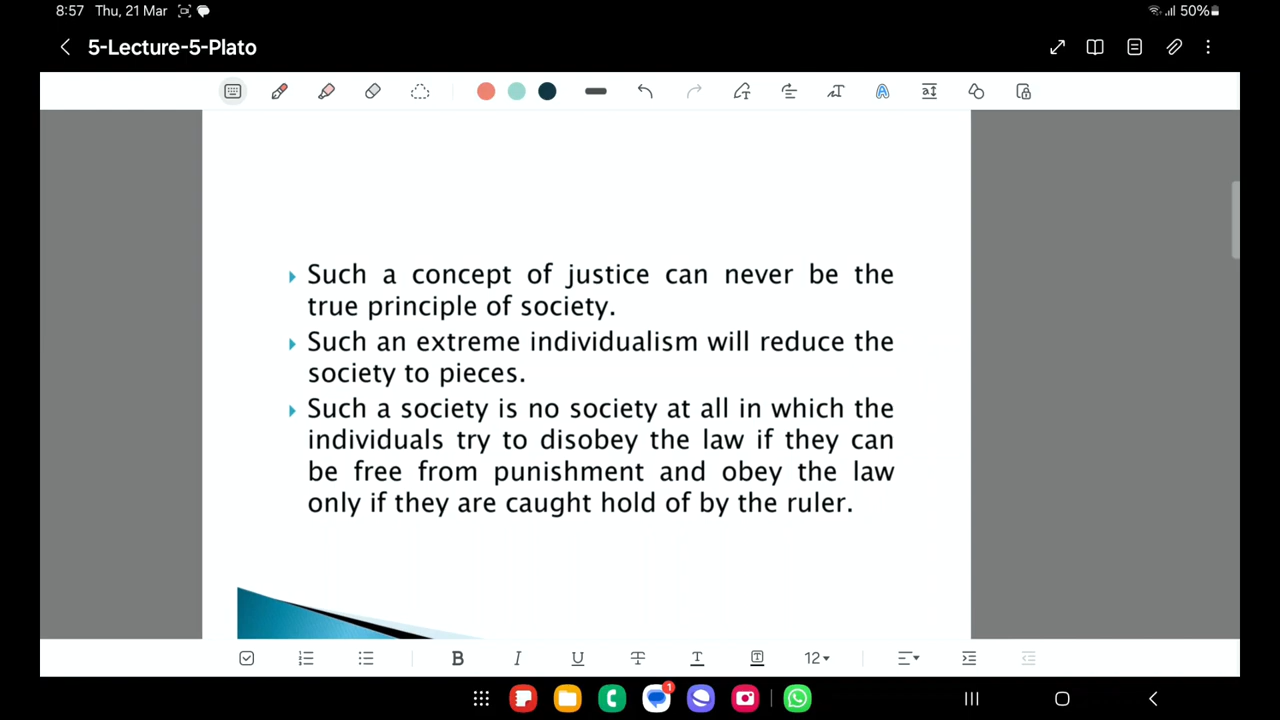 8:57 Thu, 21 Mar 50%
5-Lecture-5-Plato
Such a concept of justice can never be the
true principle of society.
Such an extreme individualism will reduce the
society to pieces.
Such a society is no society at all in which the
individuals try to disobey the law if they can
be free from punishment and obey the law
only if they are caught hold of by the ruler.
B I U T T T 12
1